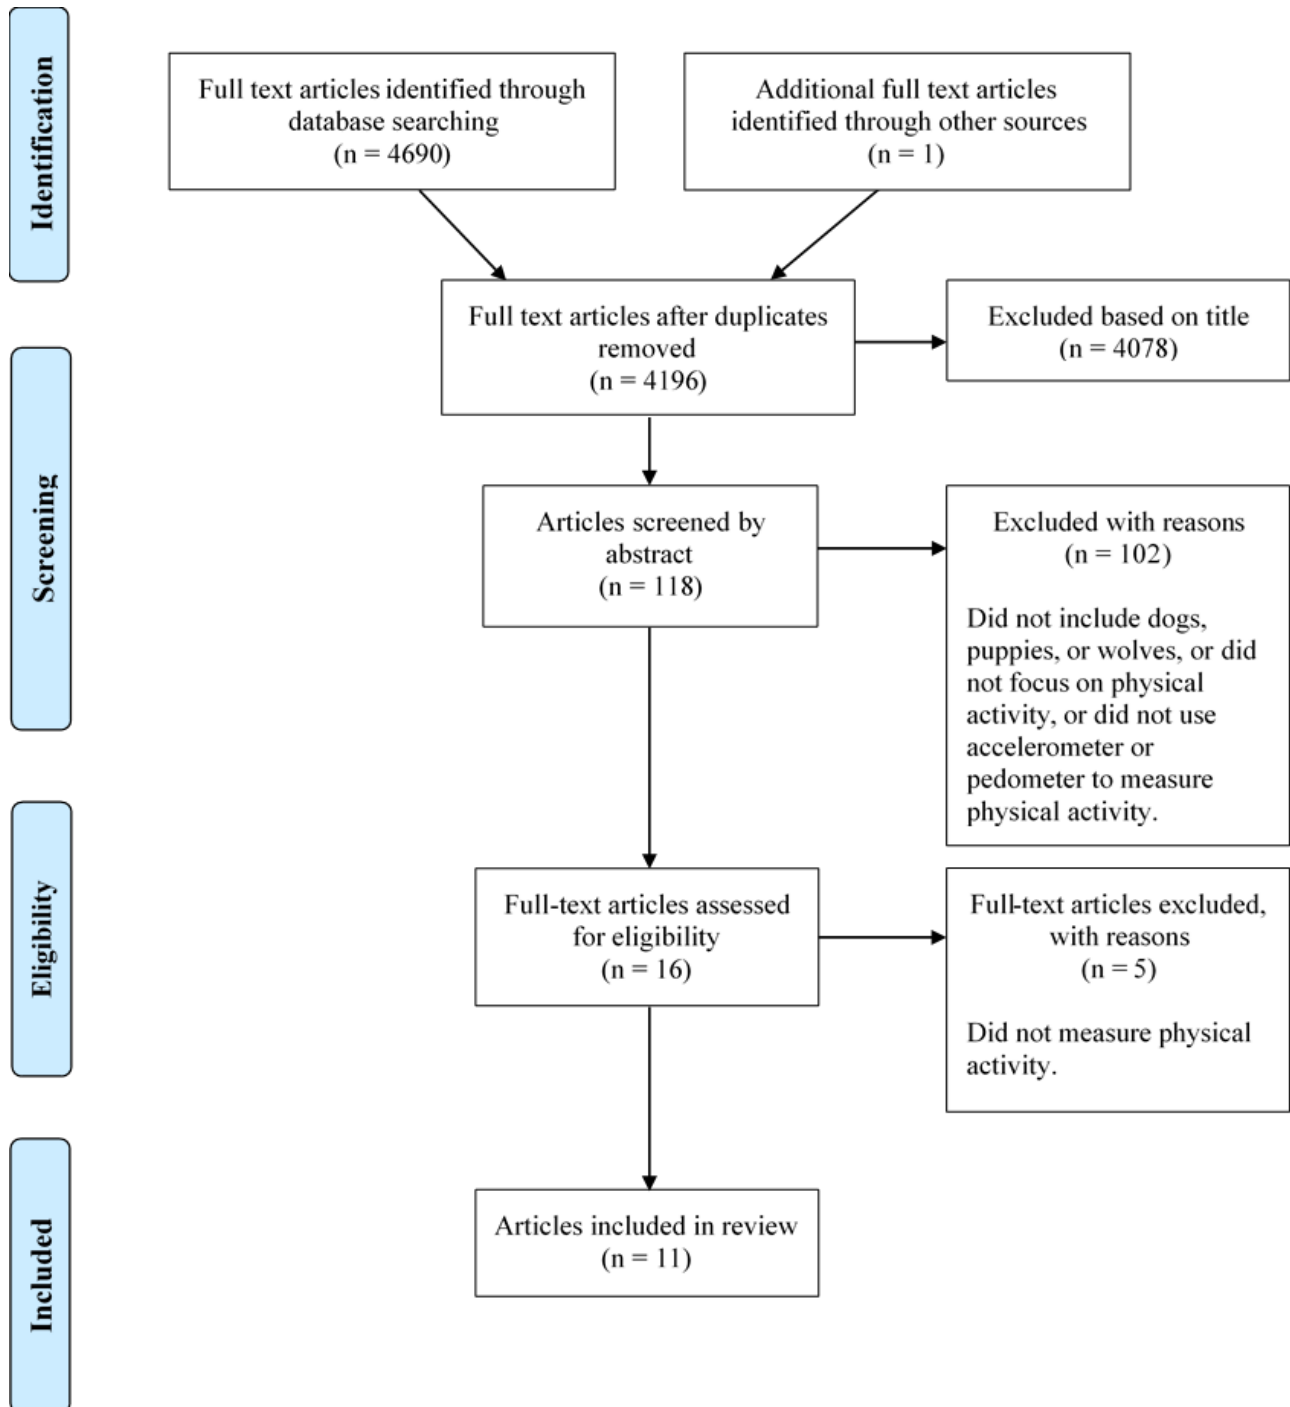 Identification
Full text articles identified through
database searching
(n = 4690)
Additional full text articles
identified through other sources
(n = 1)
Full text articles after duplicates
removed
(n = 4196)
Excluded based on title
(n = 4078)
Screening
Articles screened by
abstract
(n = 118)
Excluded with reasons
(n = 102)
Did not include dogs,
puppies, or wolves, or did
not focus on physical
activity, or did not use
accelerometer or
pedometer to measure
physical activity.
Eligibility
Full-text articles assessed
for eligibility
(n = 16)
Full-text articles excluded,
with reasons
(n = 5)
Did not measure physical
activity.
Included
Articles included in review
(n = 11)